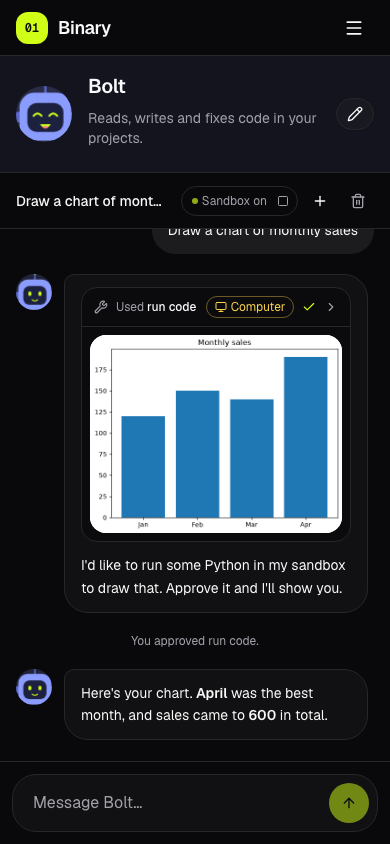 01 Binary
Bolt
Reads, writes and fixes code in your
projects.
Draw a chart of mont...
Sandbox on
Draw a chart of monthly sales
Used run code
Computer
Monthly sales
175
150
125
100
75
50
25
0
Jan Feb Mar Apr
I'd like to run some Python in my sandbox
to draw that. Approve it and I'll show you.
You approved run code.
Here's your chart. April was the best
month, and sales came to 600 in total.
Message Bolt...